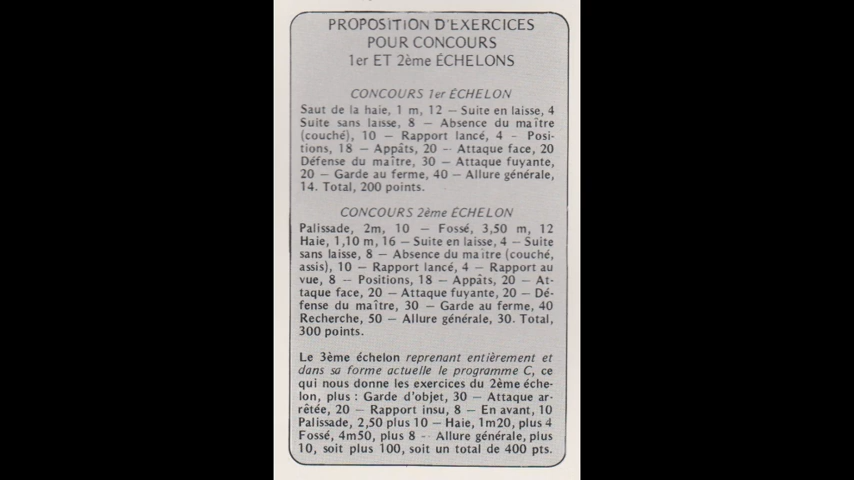 PROPOSITION D'EXERCICES
POUR CONCOURS
1er ET 2ème ÉCHELONS
CONCOURS 1er ÉCHELON
Saut de la haie, 1 m, 12 — Suite en laisse, 4
Suite sans laisse, 8 — Absence du maître
(couché), 10 — Rapport lancé, 4 - Posi-
tions, 18 — Appâts, 20 — Attaque face, 20
Défense du maître, 30 — Attaque fuyante,
20 — Garde au ferme, 40 — Allure générale,
14. Total, 200 points.
CONCOURS 2ème ÉCHELON
Palissade, 2m, 10 — Fossé, 3,50 m, 12
Haie, 1,10 m, 16 — Suite en laisse, 4 — Suite
sans laisse, 8 — Absence du maître (couché,
assis), 10 — Rapport lancé, 4 — Rapport au
vue, 8 — Positions, 18 — Appâts, 20 — At-
taque face, 20 — Attaque fuyante, 20 — Dé-
fense du maître, 30 — Garde au ferme, 40
Recherche, 50 — Allure générale, 30. Total,
300 points.
Le 3ème échelon reprenant entièrement et
dans sa forme actuelle le programme C, ce
qui nous donne les exercices du 2ème éche-
lon, plus : Garde d'objet, 30 — Attaque ar-
rêtée, 20 — Rapport insu, 8 — En avant, 10
Palissade, 2,50 plus 10 — Haie, 1m20, plus 4
Fossé, 4m50, plus 8 -- Allure générale, plus
10, soit plus 100, soit un total de 400 pts.